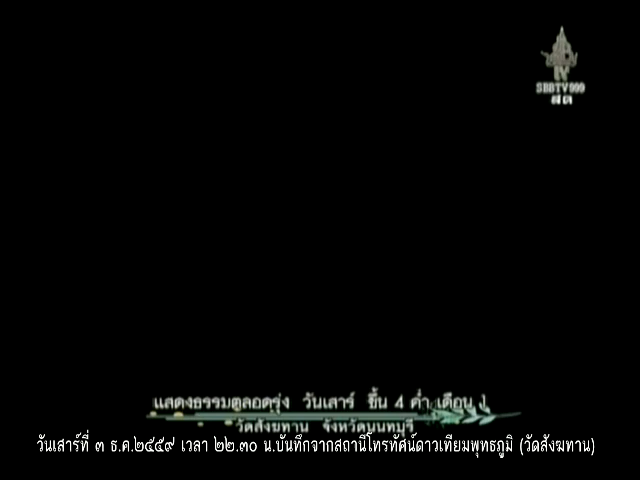 SBBTV999
สด
แสดงธรรมตลอดรุ่ง วันเสาร์ ขึ้น 4 ค่ำ เดือน 1
วัดสังฆทาน จังหวัดนนทบุรี
วันเสาร์ที่ ๓ ธ.ค.๒๕๕๙ เวลา ๒๒.๓๐ น.บันทึกจากสถานีโทรทัศน์ดาวเทียมพุทธภูมิ (วัดสังฆทาน)